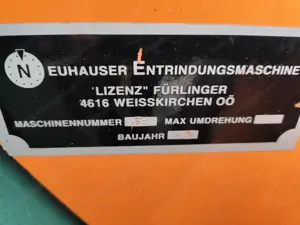 NEUHAUSER ENTRINDUNGSMASCHINE
"LIZENZ" FÜRLINGER
4616 WEISSKIRCHEN OÖ
MASCHINENNUMMER MAX UMDREHUNG
BAUJAHR